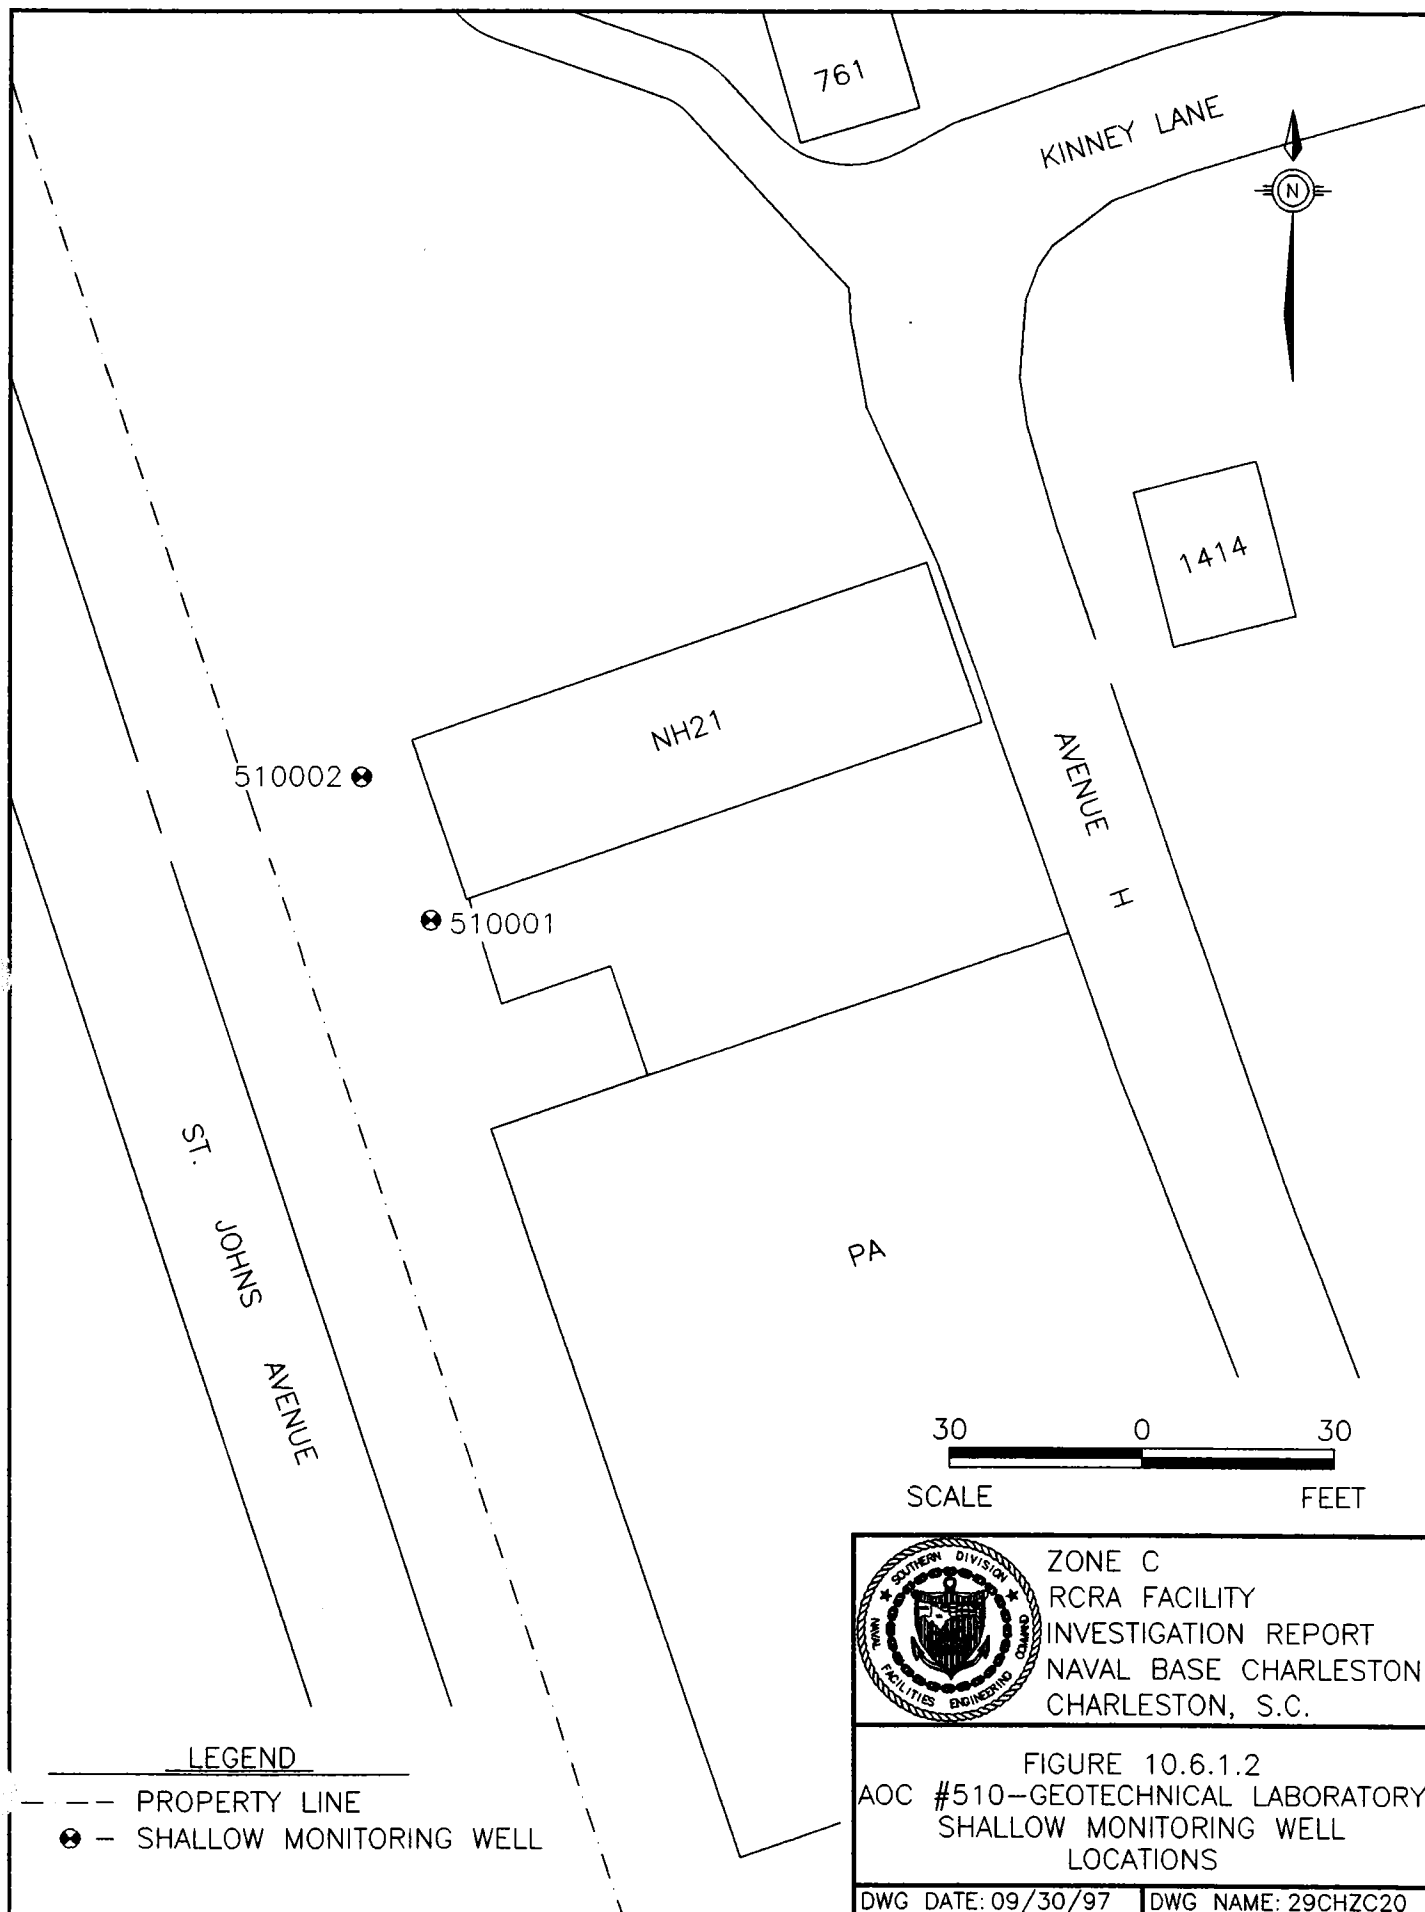 761
KINNEY LANE
N
1414
NH21
510002
AVENUE H
510001
ST. JOHNS AVENUE
PA
30 0 30
SCALE FEET
SOUTHERN DIVISION
NAVAL FACILITIES ENGINEERING COMMAND
ZONE C
RCRA FACILITY
INVESTIGATION REPORT
NAVAL BASE CHARLESTON
CHARLESTON, S.C.
LEGEND
PROPERTY LINE
– SHALLOW MONITORING WELL
FIGURE 10.6.1.2
AOC #510–GEOTECHNICAL LABORATORY
SHALLOW MONITORING WELL
LOCATIONS
DWG DATE: 09/30/97 DWG NAME: 29CHZC20